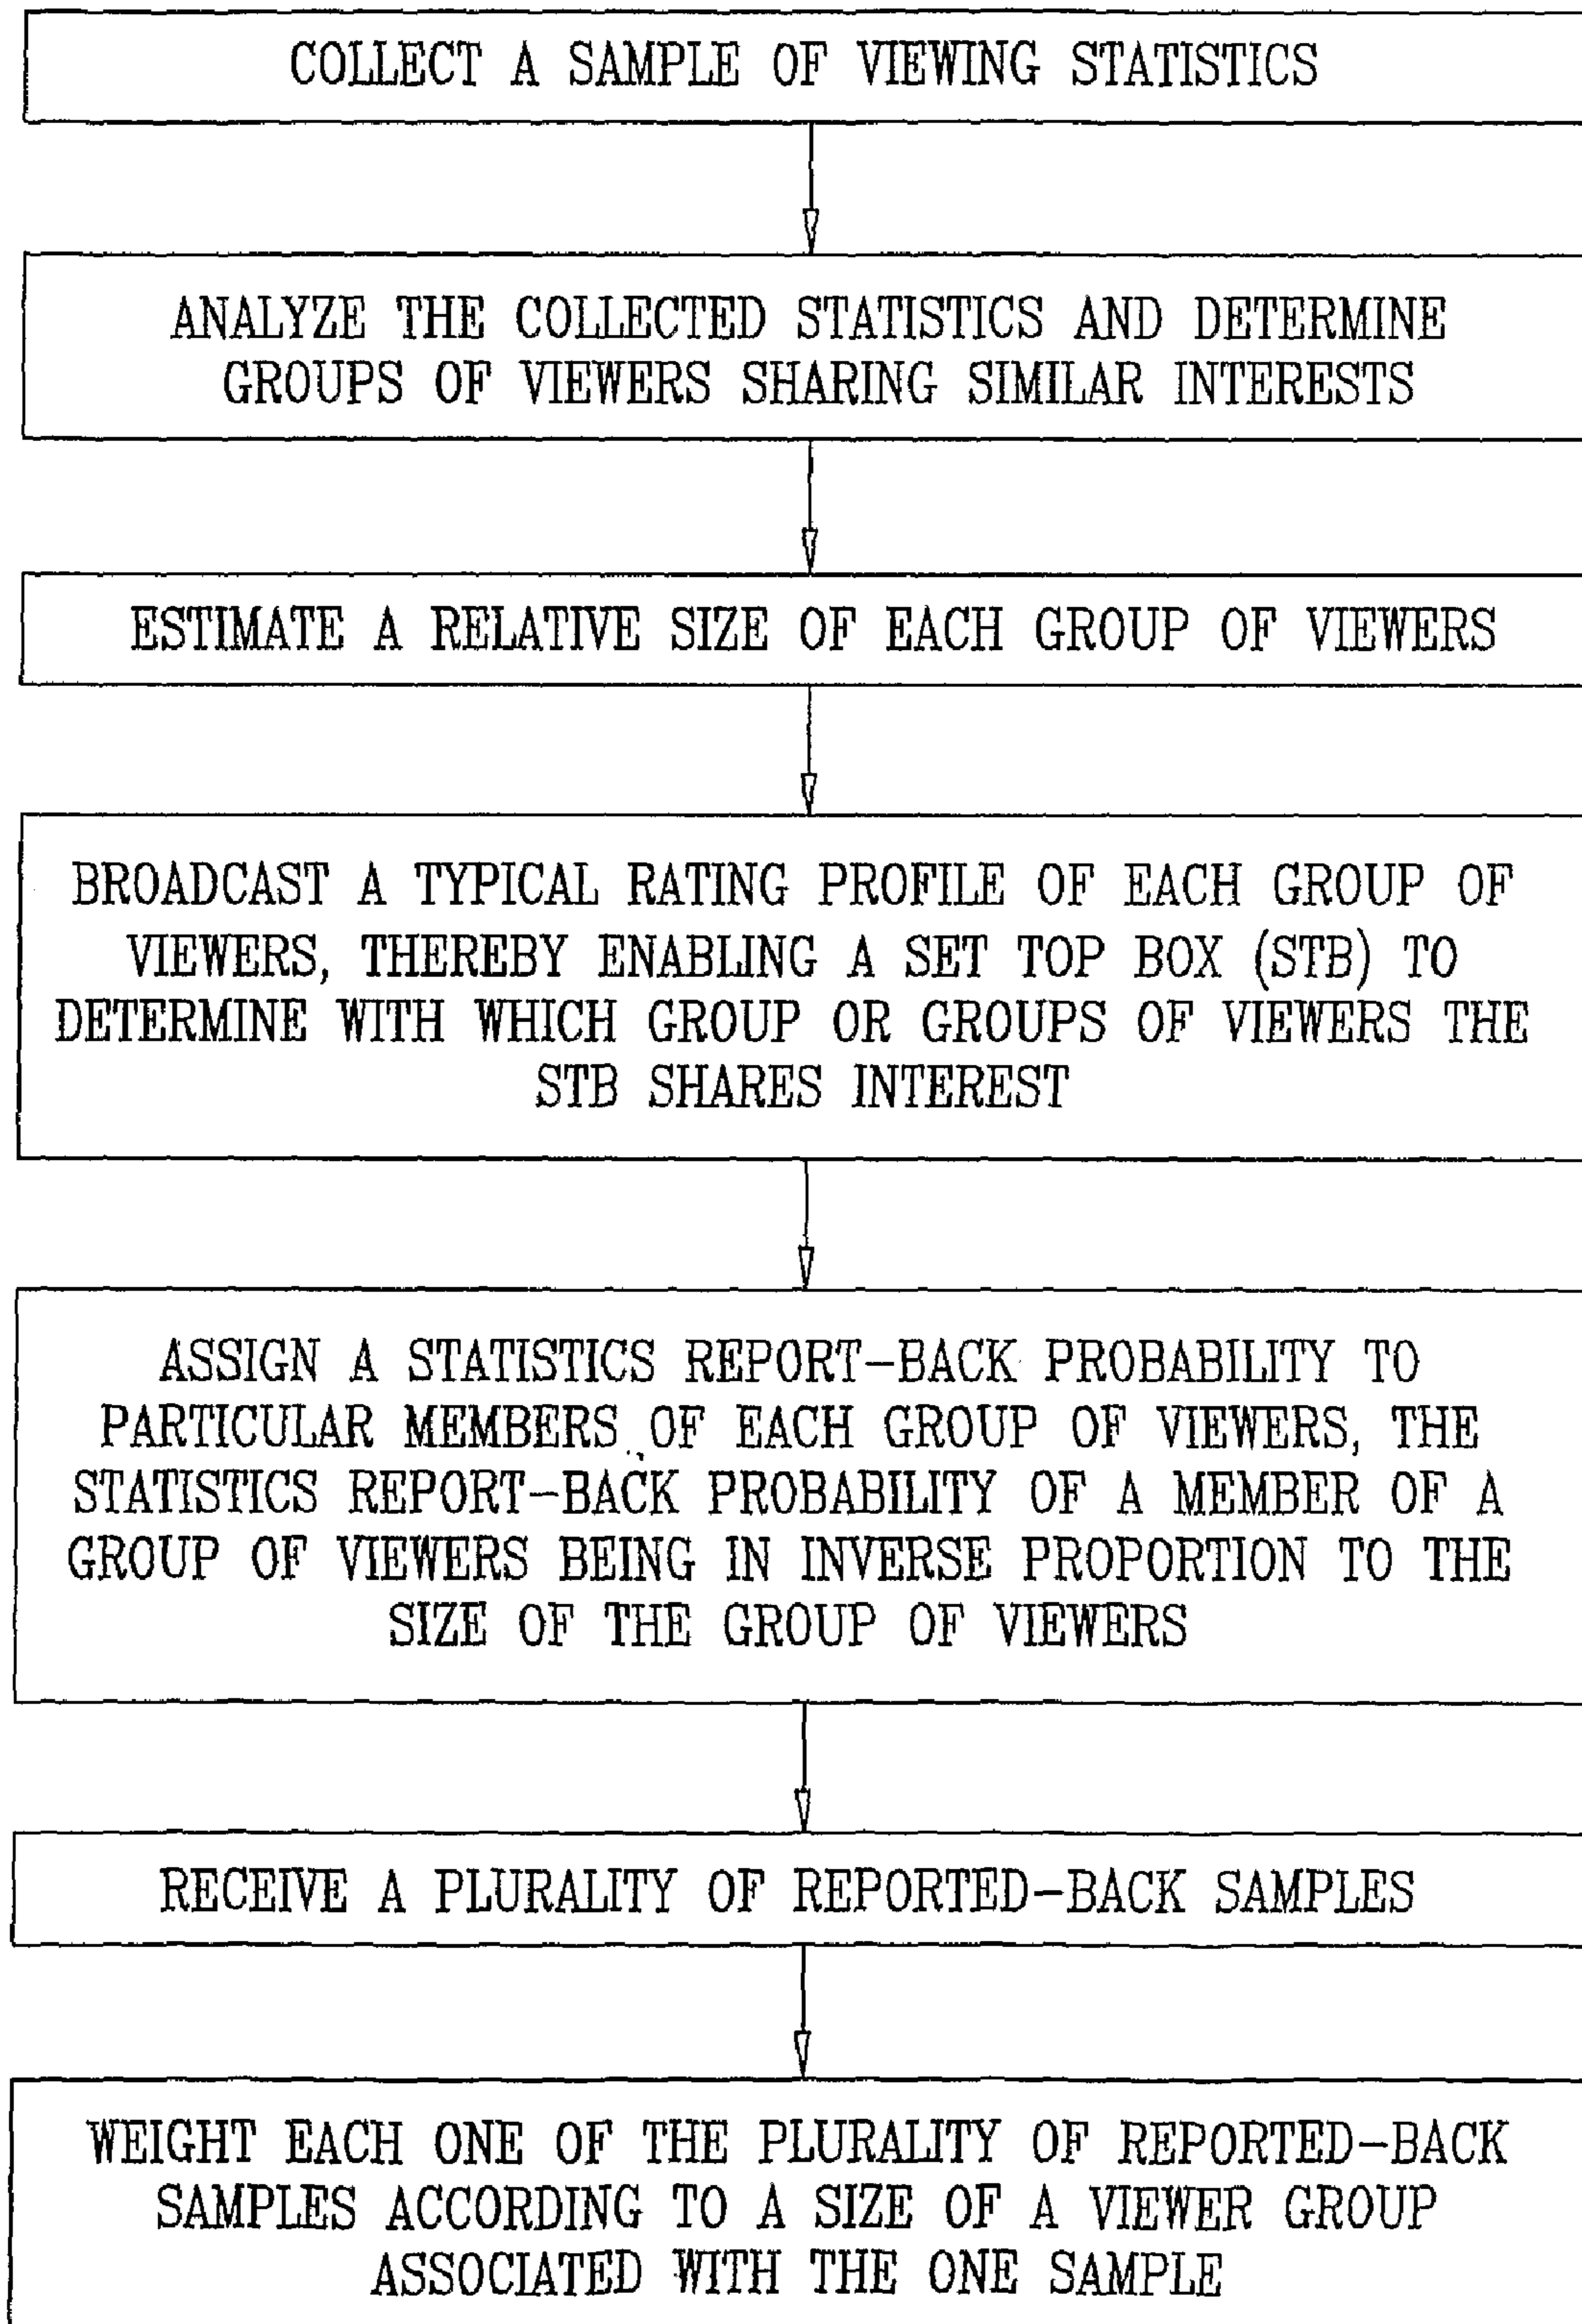 COLLECT A SAMPLE OF VIEWING STATISTICS
ANALYZE THE COLLECTED STATISTICS AND DETERMINE
GROUPS OF VIEWERS SHARING SIMILAR INTERESTS
ESTIMATE A RELATIVE SIZE OF EACH GROUP OF VIEWERS
BROADCAST A TYPICAL RATING PROFILE OF EACH GROUP OF
VIEWERS, THEREBY ENABLING A SET TOP BOX (STB) TO
DETERMINE WITH WHICH GROUP OR GROUPS OF VIEWERS THE
STB SHARES INTEREST
ASSIGN A STATISTICS REPORT-BACK PROBABILITY TO
PARTICULAR MEMBERS OF EACH GROUP OF VIEWERS, THE
STATISTICS REPORT-BACK PROBABILITY OF A MEMBER OF A
GROUP OF VIEWERS BEING IN INVERSE PROPORTION TO THE
SIZE OF THE GROUP OF VIEWERS
RECEIVE A PLURALITY OF REPORTED-BACK SAMPLES
WEIGHT EACH ONE OF THE PLURALITY OF REPORTED-BACK
SAMPLES ACCORDING TO A SIZE OF A VIEWER GROUP
ASSOCIATED WITH THE ONE SAMPLE